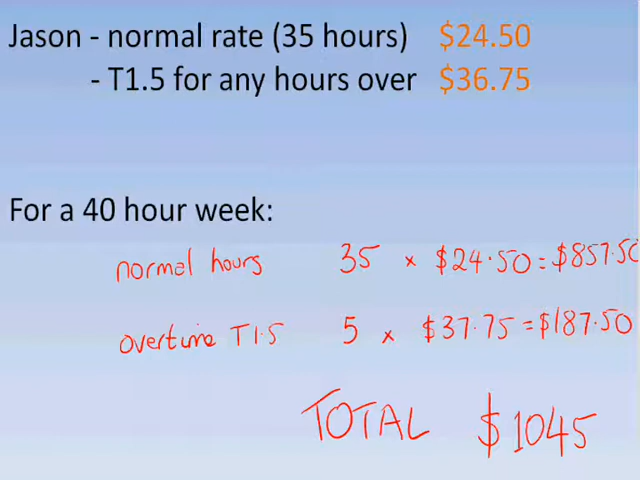 Jason - normal rate (35 hours) $24.50
- T1.5 for any hours over $36.75
For a 40 hour week:
normal hours 35 × $24.50 = $857.50
overtime T1.5 5 × $37.75 = $187.50
TOTAL $1045